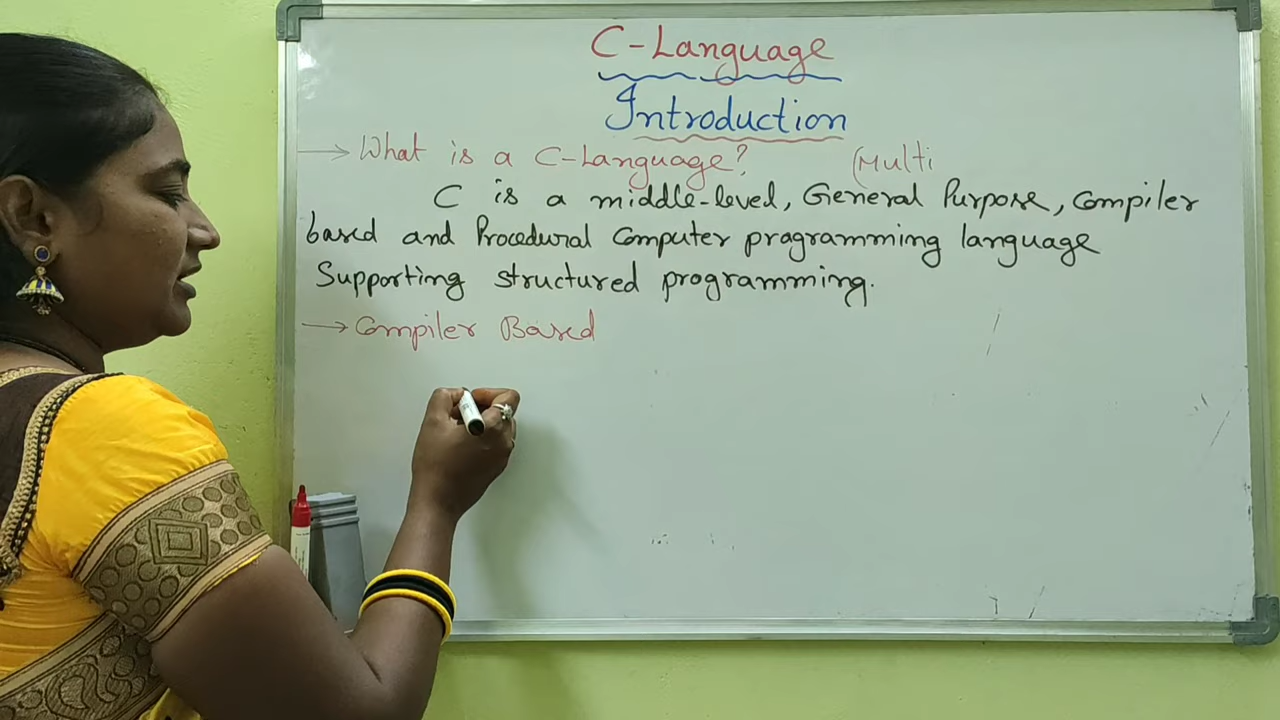 C-Language
Introduction
→ What is a C-Language? (Multi
C is a middle-level, General Purpose, Compiler
based and Procedural Computer programming language
Supporting structured programming.
→ Compiler Based